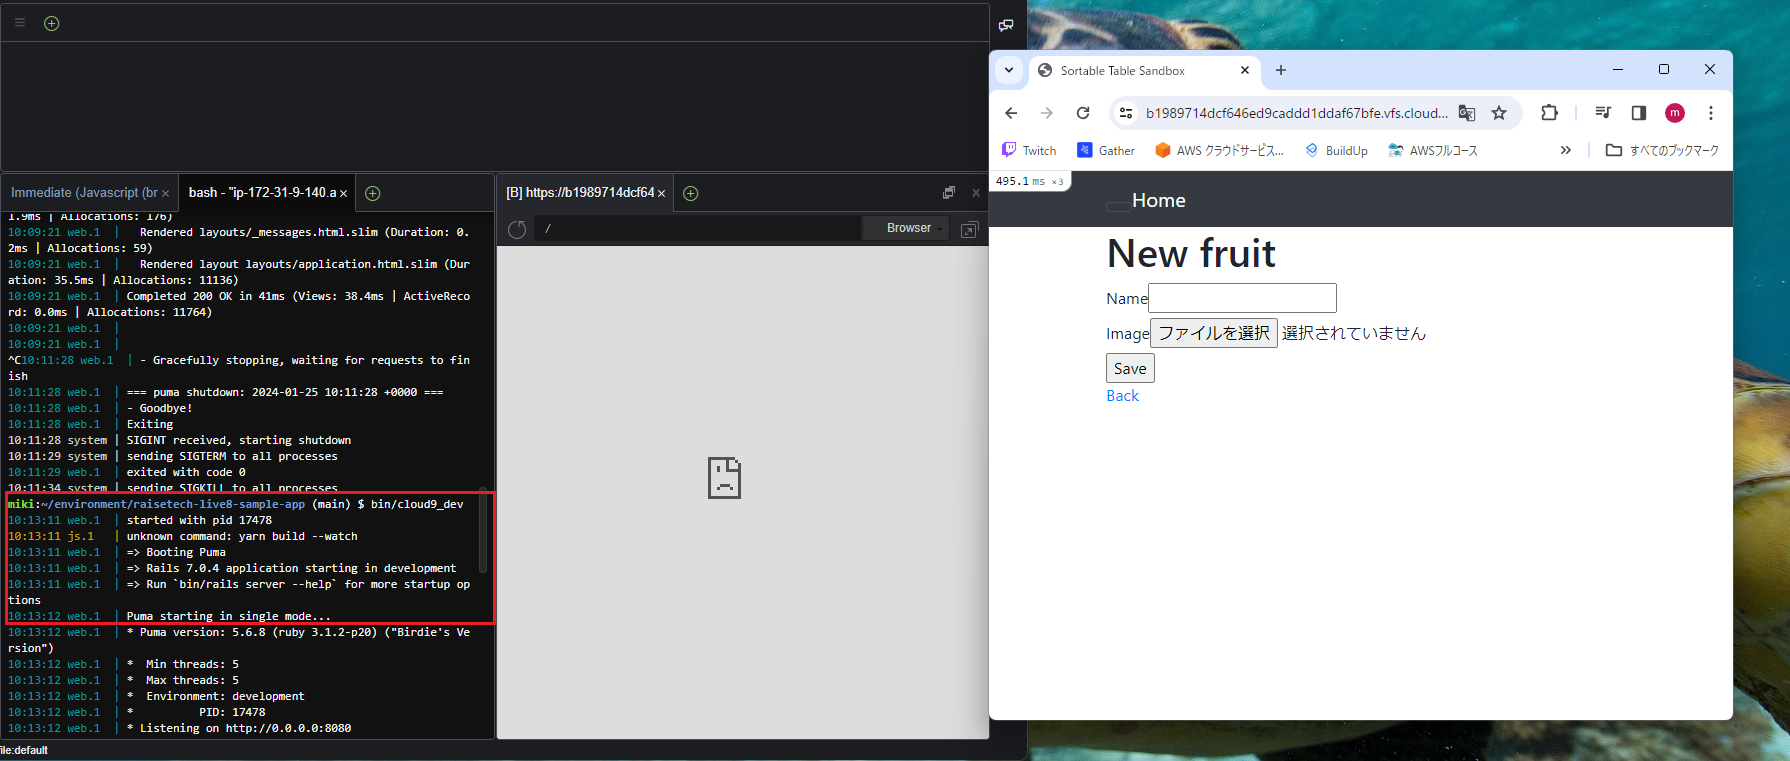 Immediate (Javascript (br ×
bash - "ip-172-31-9-140.a ×
1.9ms | Allocations: 176)
10:09:21 web.1  |   Rendered layouts/_messages.html.slim (Duration: 0.
2ms | Allocations: 59)
10:09:21 web.1  |   Rendered layout layouts/application.html.slim (Dur
ation: 35.5ms | Allocations: 11136)
10:09:21 web.1  | Completed 200 OK in 41ms (Views: 38.4ms | ActiveReco
rd: 0.0ms | Allocations: 11764)
10:09:21 web.1  |
10:09:21 web.1  |
^C10:11:28 web.1  | - Gracefully stopping, waiting for requests to fin
ish
10:11:28 web.1  | === puma shutdown: 2024-01-25 10:11:28 +0000 ===
10:11:28 web.1  | - Goodbye!
10:11:28 web.1  | Exiting
10:11:28 system | SIGINT received, starting shutdown
10:11:29 system | sending SIGTERM to all processes
10:11:29 web.1  | exited with code 0
10:11:34 system | sending SIGKILL to all processes
miki:~/environment/raisetech-live8-sample-app (main) $ bin/cloud9_dev
10:13:11 web.1  | started with pid 17478
10:13:11 js.1   | unknown command: yarn build --watch
10:13:11 web.1  | => Booting Puma
10:13:11 web.1  | => Rails 7.0.4 application starting in development
10:13:11 web.1  | => Run `bin/rails server --help` for more startup op
tions
10:13:12 web.1  | Puma starting in single mode...
10:13:12 web.1  | * Puma version: 5.6.8 (ruby 3.1.2-p20) ("Birdie's Ve
rsion")
10:13:12 web.1  | *  Min threads: 5
10:13:12 web.1  | *  Max threads: 5
10:13:12 web.1  | *  Environment: development
10:13:12 web.1  | *          PID: 17478
10:13:12 web.1  | * Listening on http://0.0.0.0:8080
file:default
[B] https://b1989714dcf64 ×
/
Browser
Sortable Table Sandbox
b1989714dcf646ed9caddd1ddaf67bfe.vfs.cloud...
m
Twitch
Gather
AWS クラウドサービス...
BuildUp
AWSフルコース
»
すべてのブックマーク
495.1 ms ×3
Home
New fruit
Name
Image ファイルを選択 選択されていません
Save
Back